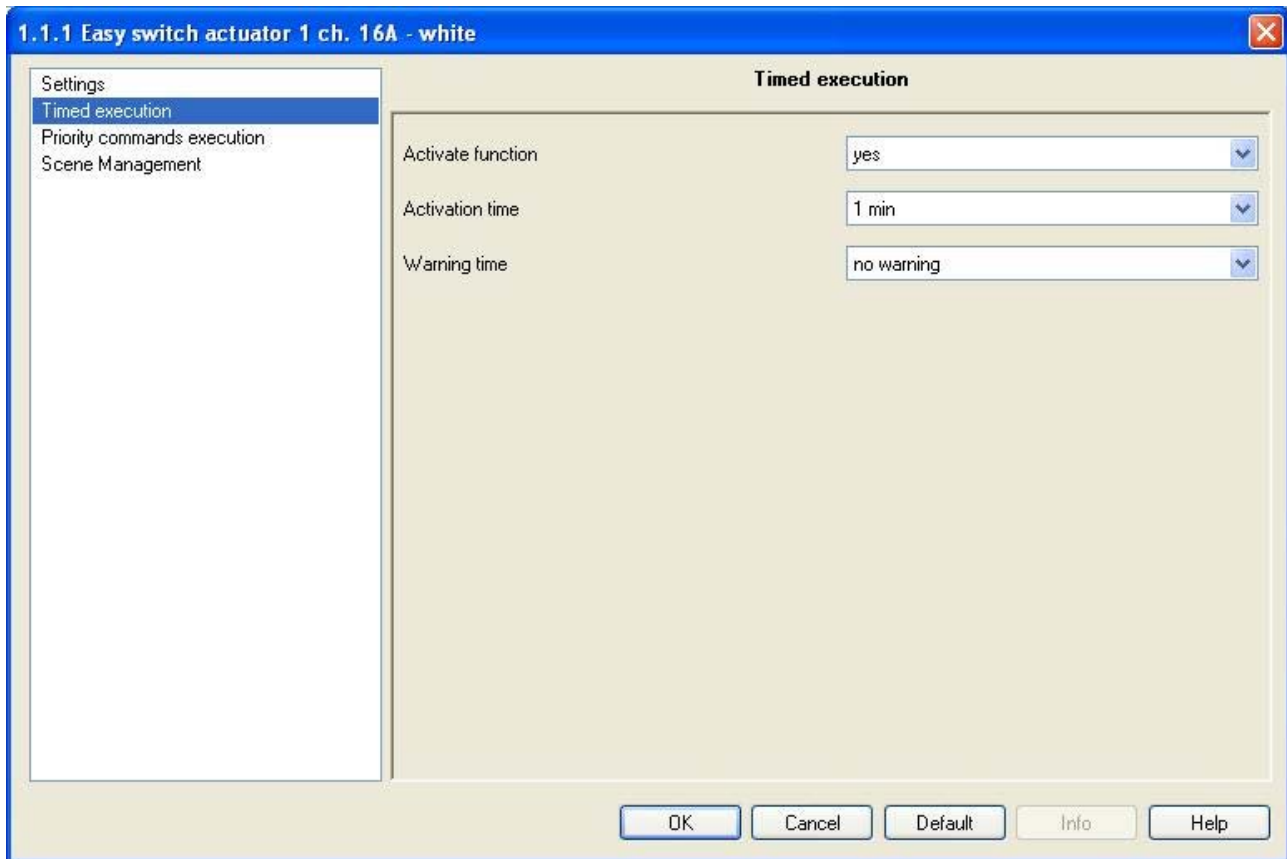 1.1.1 Easy switch actuator 1 ch. 16A - white
Settings
Timed execution
Priority commands execution
Scene Management
Timed execution
Activate function yes
Activation time 1 min
Warning time no warning
OK Cancel Default Info Help